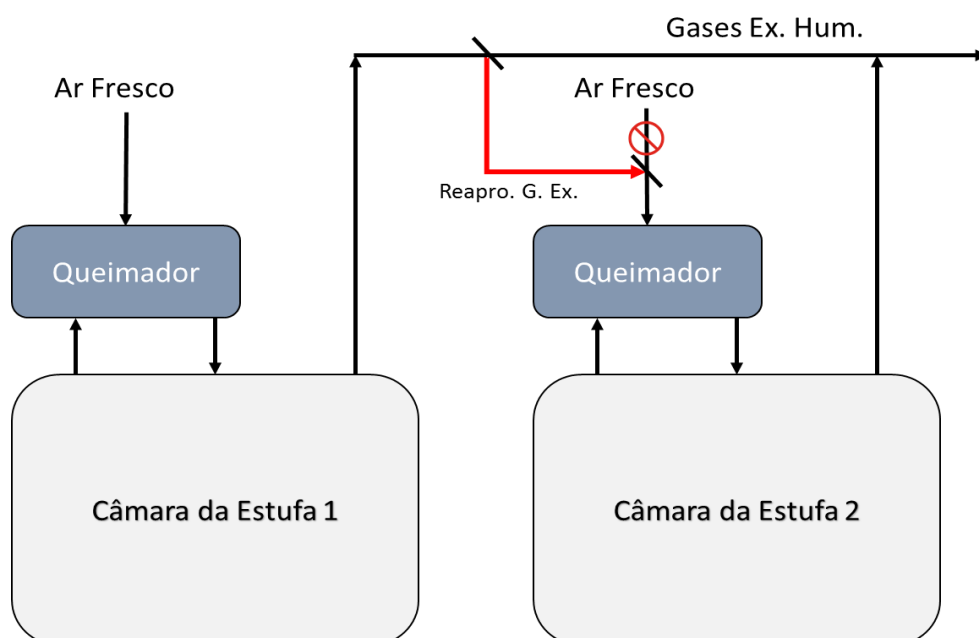 Gases Ex. Hum.
Ar Fresco
Ar Fresco
Reapro. G. Ex.
Queimador
Queimador
Câmara da Estufa 1
Câmara da Estufa 2